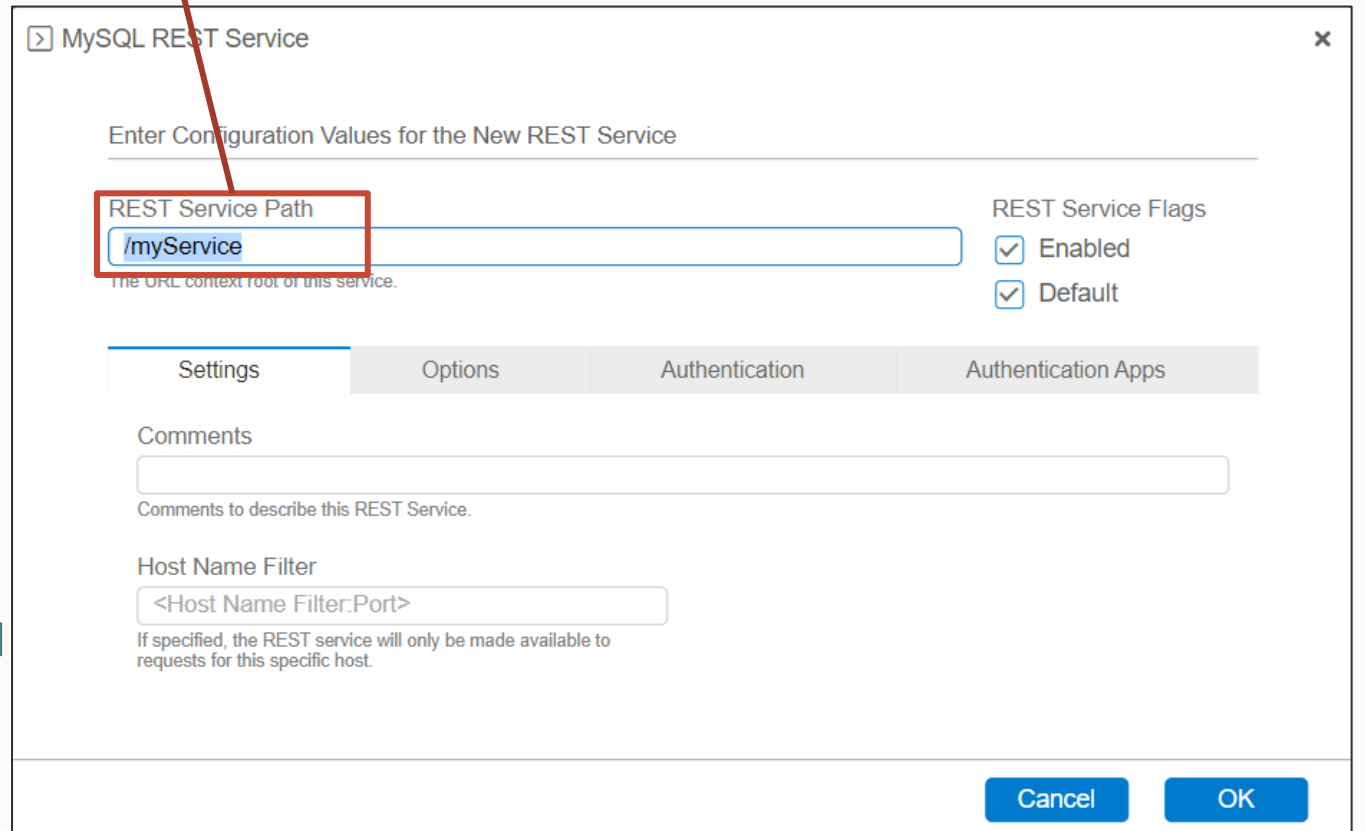 MySQL REST Service
Enter Configuration Values for the New REST Service
REST Service Path
REST Service Flags
/myService
Enabled
The URL context root of this service.
Default
Settings Options Authentication Authentication Apps
Comments
Comments to describe this REST Service.
Host Name Filter
<Host Name Filter:Port>
If specified, the REST service will only be made available to
requests for this specific host.
Cancel OK